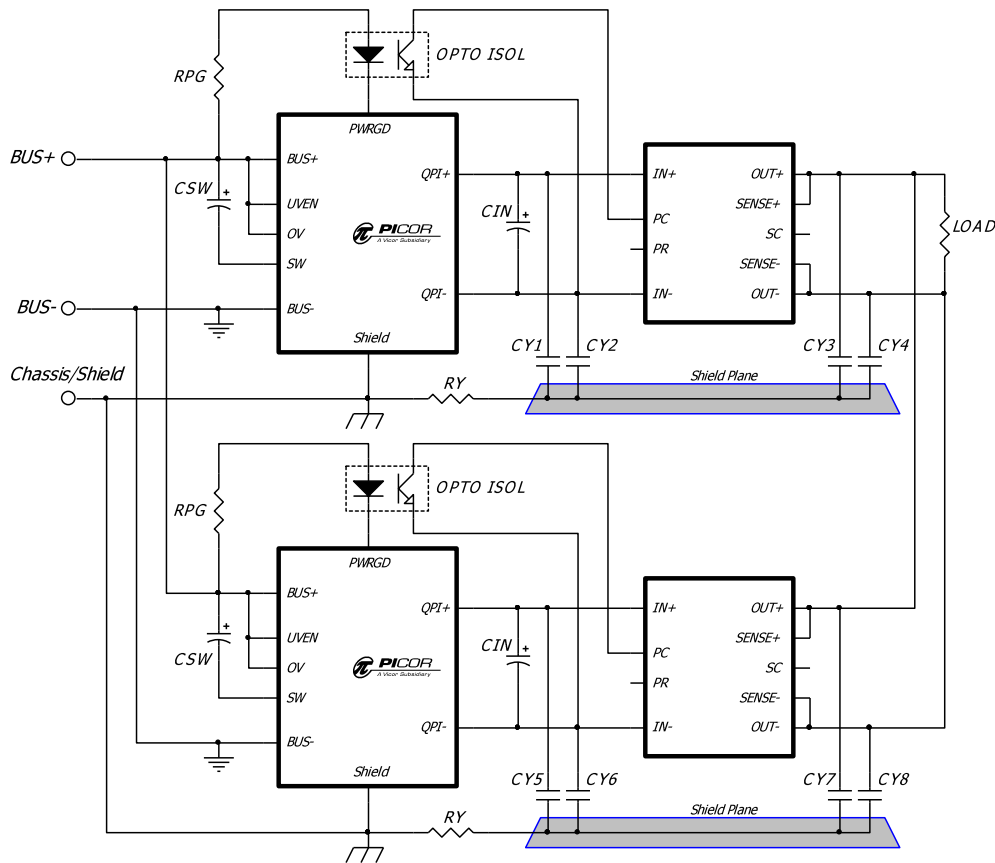 OPTO ISOL
RPG
PWRGD
BUS+
BUS+
QPI+
IN+
OUT+
CSW
+
UVEN
CIN
+
SENSE+
PICOR
A Vicor Subsidiary
PC
LOAD
OV
SC
PR
SW
SENSE-
BUS-
BUS-
QPI-
IN-
OUT-
Shield
CY1
CY2
CY3
CY4
Chassis/Shield
RY
Shield Plane
OPTO ISOL
RPG
PWRGD
BUS+
QPI+
IN+
OUT+
+
UVEN
CIN
+
SENSE+
CSW
PICOR
A Vicor Subsidiary
PC
OV
SC
PR
SW
SENSE-
BUS-
QPI-
IN-
OUT-
Shield
CY5
CY6
CY7
CY8
RY
Shield Plane